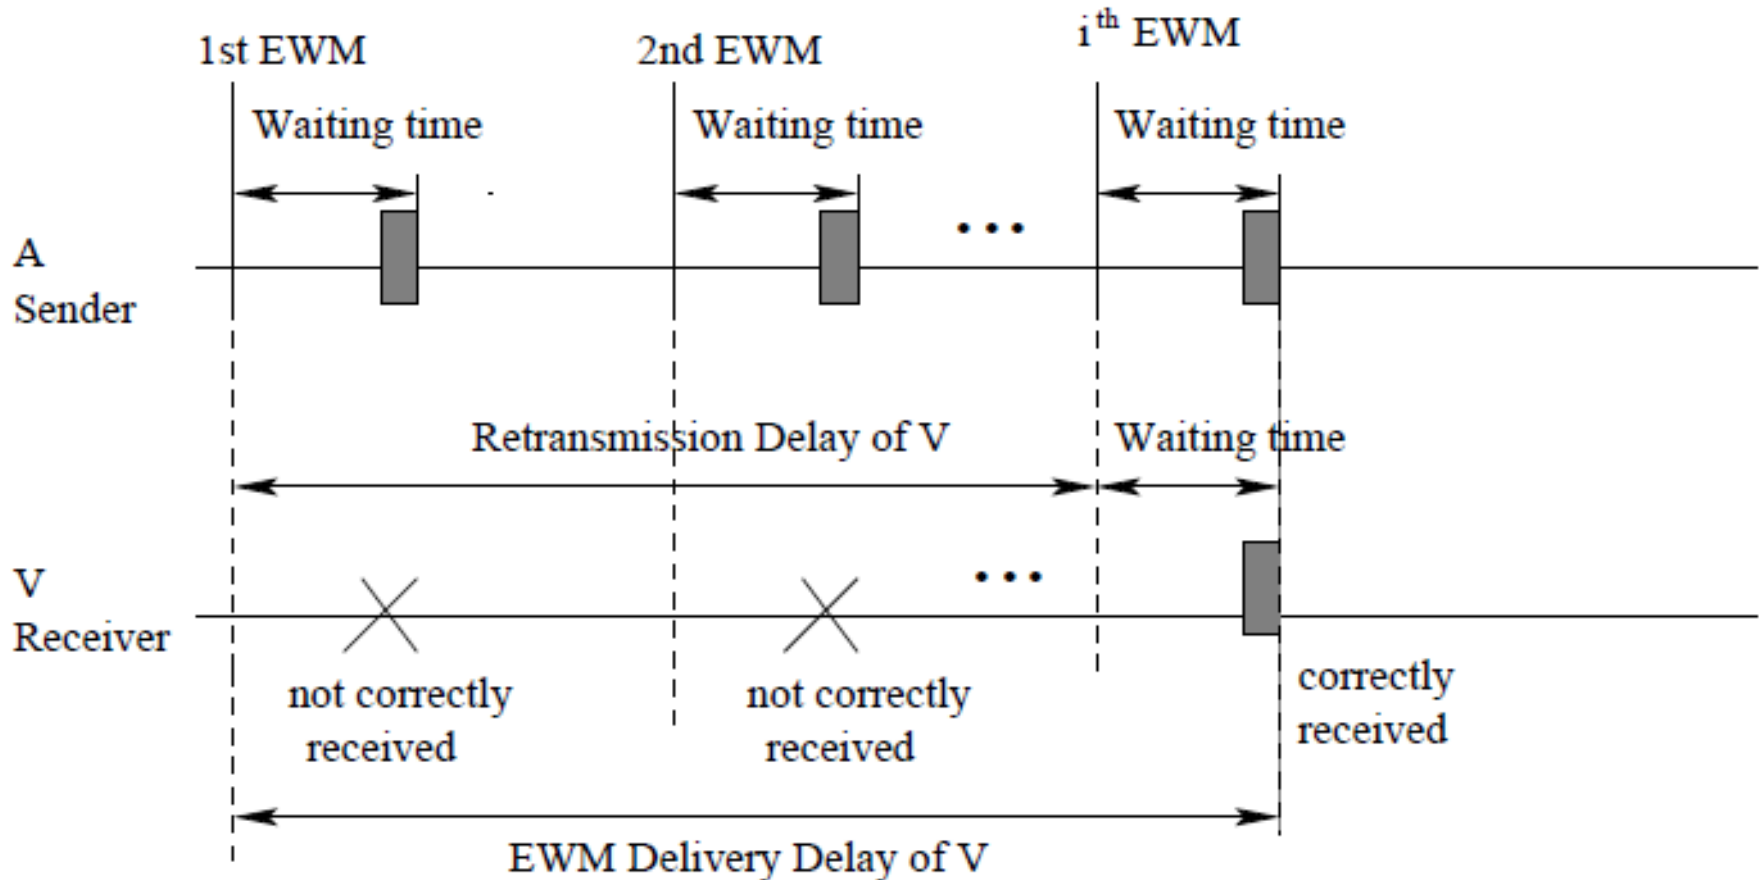 1st EWM
2nd EWM
i^th EWM
Waiting time
Waiting time
Waiting time
A
Sender
Retransmission Delay of V
Waiting time
V
Receiver
not correctly
received
not correctly
received
correctly
received
EWM Delivery Delay of V